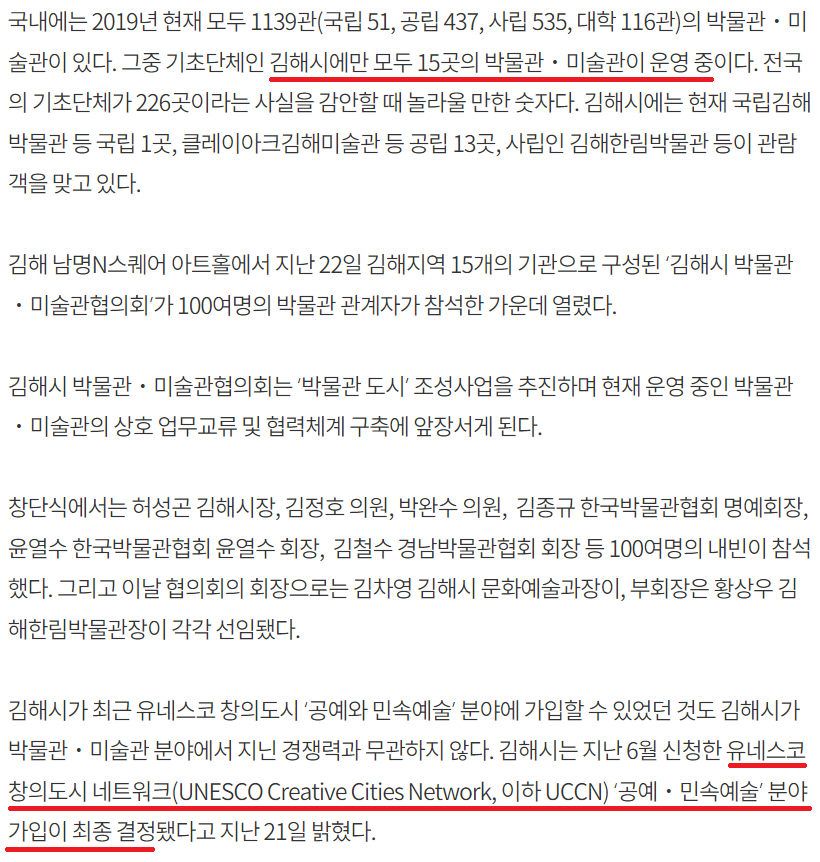 국내에는 2019년 현재 모두 1139관(국립 51, 공립 437, 사립 535, 대학 116관)의 박물관・미
술관이 있다. 그중 기초단체인 김해시에만 모두 15곳의 박물관・미술관이 운영 중이다. 전국
의 기초단체가 226곳이라는 사실을 감안할 때 놀라울 만한 숫자다. 김해시에는 현재 국립김해
박물관 등 국립 1곳, 클레이아크김해미술관 등 공립 13곳, 사립인 김해한림박물관 등이 관람
객을 맞고 있다.
김해 남명N스퀘어 아트홀에서 지난 22일 김해지역 15개의 기관으로 구성된 ‘김해시 박물관
・미술관협의회’가 100여명의 박물관 관계자가 참석한 가운데 열렸다.
김해시 박물관・미술관협의회는 ‘박물관 도시’ 조성사업을 추진하며 현재 운영 중인 박물관
・미술관의 상호 업무교류 및 협력체계 구축에 앞장서게 된다.
창단식에서는 허성곤 김해시장, 김정호 의원, 박완수 의원, 김종규 한국박물관협회 명예회장,
윤열수 한국박물관협회 윤열수 회장, 김철수 경남박물관협회 회장 등 100여명의 내빈이 참석
했다. 그리고 이날 협의회의 회장으로는 김차영 김해시 문화예술과장이, 부회장은 황상우 김
해한림박물관장이 각각 선임됐다.
김해시가 최근 유네스코 창의도시 ‘공예와 민속예술’ 분야에 가입할 수 있었던 것도 김해시가
박물관・미술관 분야에서 지닌 경쟁력과 무관하지 않다. 김해시는 지난 6월 신청한 유네스코
창의도시 네트워크(UNESCO Creative Cities Network, 이하 UCCN) ‘공예・민속예술’ 분야
가입이 최종 결정됐다고 지난 21일 밝혔다.